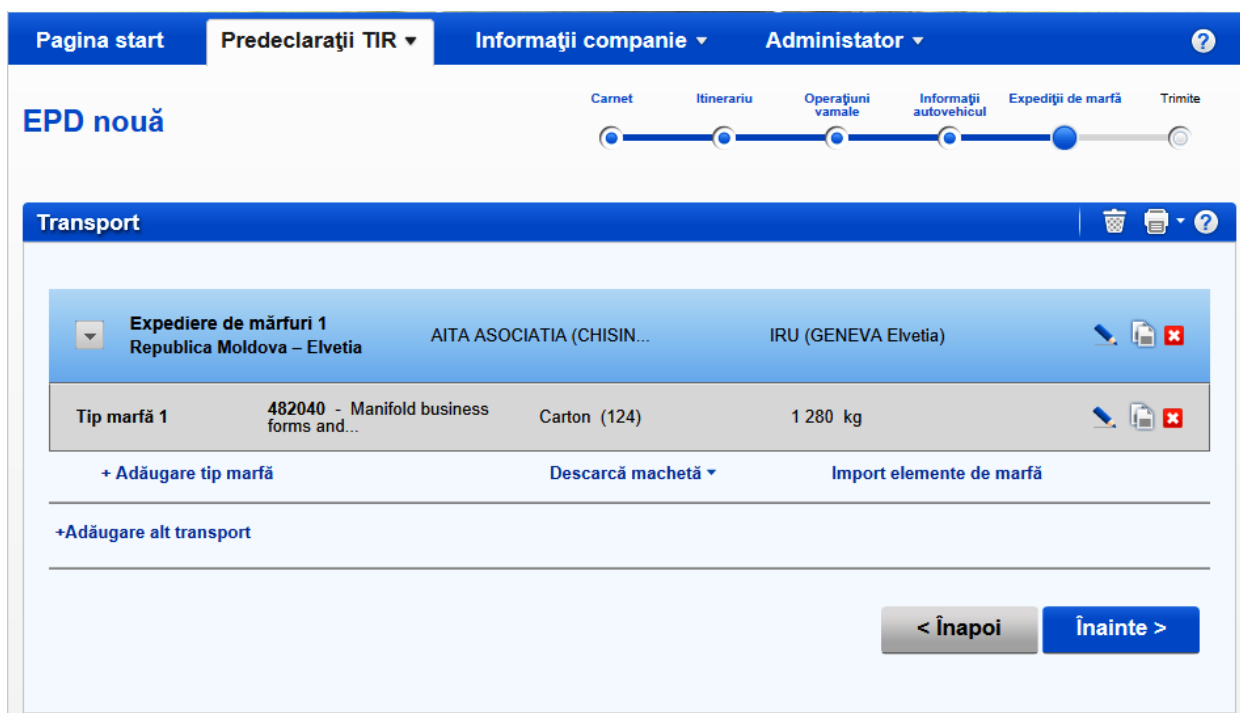 Pagina start
Predeclaraţii TIR
Informaţii companie
Administator
?
EPD nouă
Carnet
Itinerariu
Operaţiuni vamale
Informaţii autovehicul
Expediţii de marfă
Trimite
Transport
?
Expediere de mărfuri 1
Republica Moldova – Elvetia
AITA ASOCIATIA (CHISIN...
IRU (GENEVA Elvetia)
Tip marfă 1
482040 - Manifold business
forms and...
Carton (124)
1 280 kg
+ Adăugare tip marfă
Descarcă machetă
Import elemente de marfă
+Adăugare alt transport
< Înapoi
Înainte >